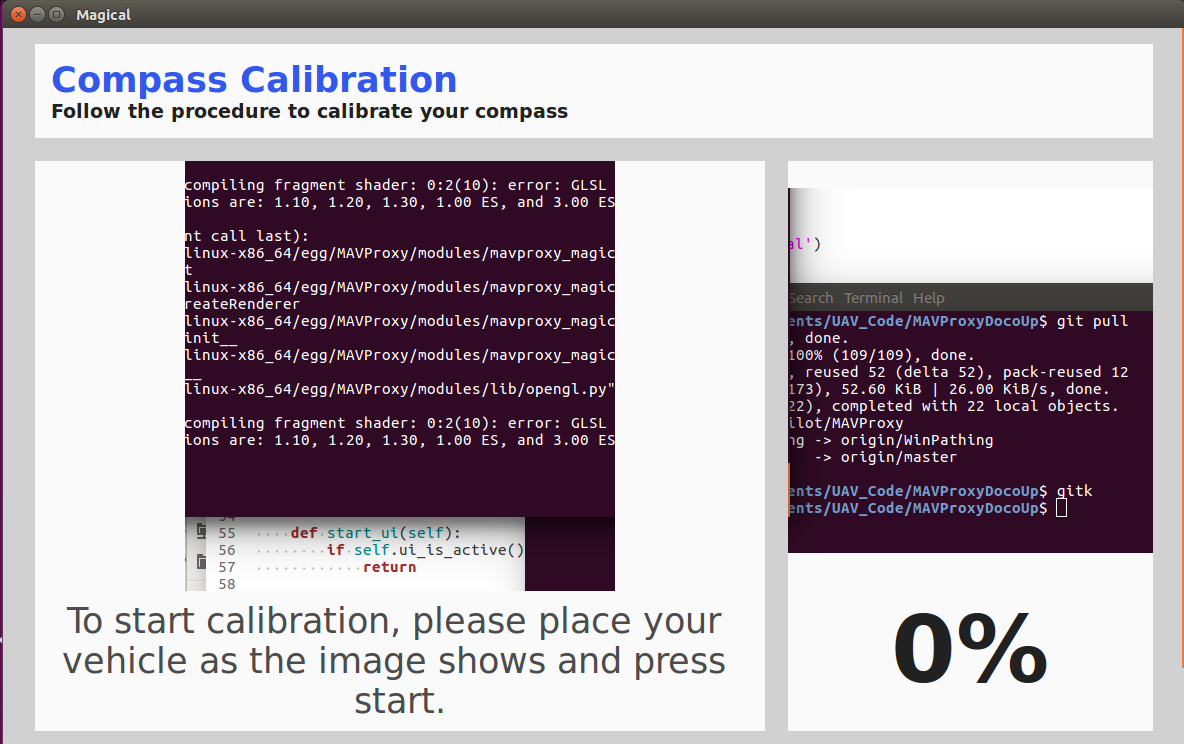 Magical
Compass Calibration
Follow the procedure to calibrate your compass
compiling fragment shader: 0:2(10): error: GLSL
ions are: 1.10, 1.20, 1.30, 1.00 ES, and 3.00 ES
nt call last):
linux-x86_64/egg/MAVProxy/modules/mavproxy_magic
t
linux-x86_64/egg/MAVProxy/modules/mavproxy_magic
reateRenderer
linux-x86_64/egg/MAVProxy/modules/mavproxy_magic
init__
linux-x86_64/egg/MAVProxy/modules/mavproxy_magic
__
linux-x86_64/egg/MAVProxy/modules/lib/opengl.py"
compiling fragment shader: 0:2(10): error: GLSL
ions are: 1.10, 1.20, 1.30, 1.00 ES, and 3.00 ES
54
55 def start_ui(self):
56 if self.ui_is_active()
57 return
58
To start calibration, please place your
vehicle as the image shows and press
start.
al')
Search Terminal Help
ents/UAV_Code/MAVProxyDocoUp$ git pull
, done.
100% (109/109), done.
, reused 52 (delta 52), pack-reused 12
173), 52.60 KiB | 26.00 KiB/s, done.
22), completed with 22 local objects.
ilot/MAVProxy
ng -> origin/WinPathing
-> origin/master
ents/UAV_Code/MAVProxyDocoUp$ gitk
ents/UAV_Code/MAVProxyDocoUp$
0%